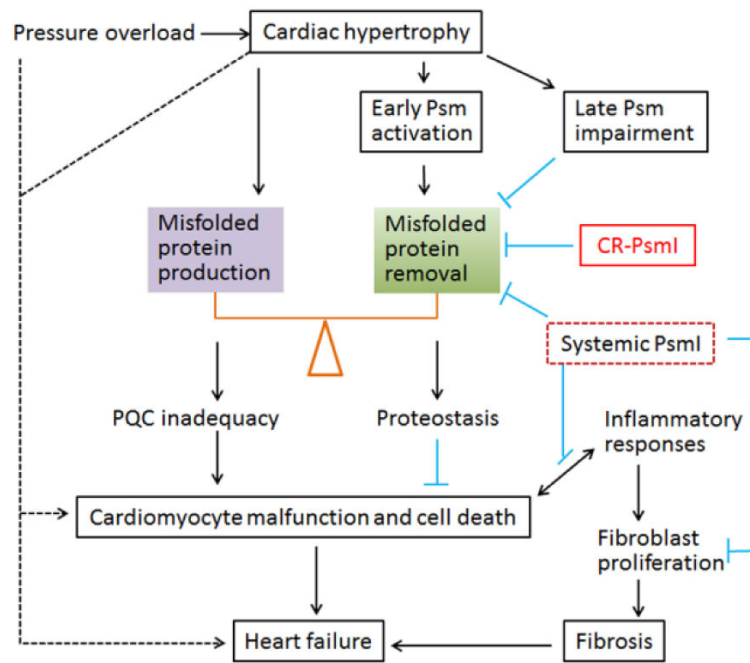 Pressure overload
Cardiac hypertrophy
Early Psm
activation
Late Psm
impairment
Misfolded
protein
production
Misfolded
protein
removal
CR-PsmI
Systemic PsmI
PQC inadequacy
Proteostasis
Inflammatory
responses
Cardiomyocyte malfunction and cell death
Fibroblast
proliferation
Heart failure
Fibrosis